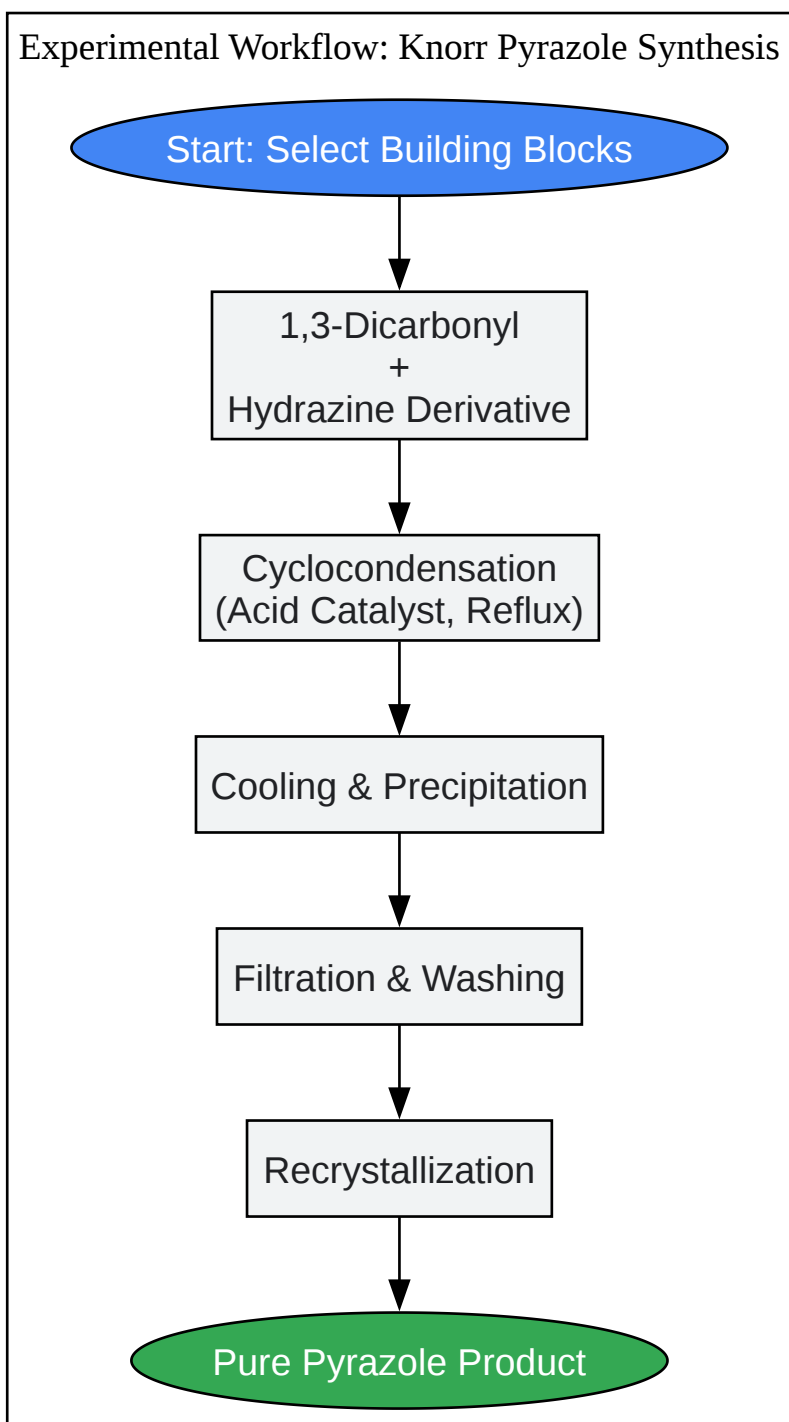 Experimental Workflow: Knorr Pyrazole Synthesis
Start: Select Building Blocks
1,3-Dicarbonyl
+
Hydrazine Derivative
Cyclocondensation
(Acid Catalyst, Reflux)
Cooling & Precipitation
Filtration & Washing
Recrystallization
Pure Pyrazole Product